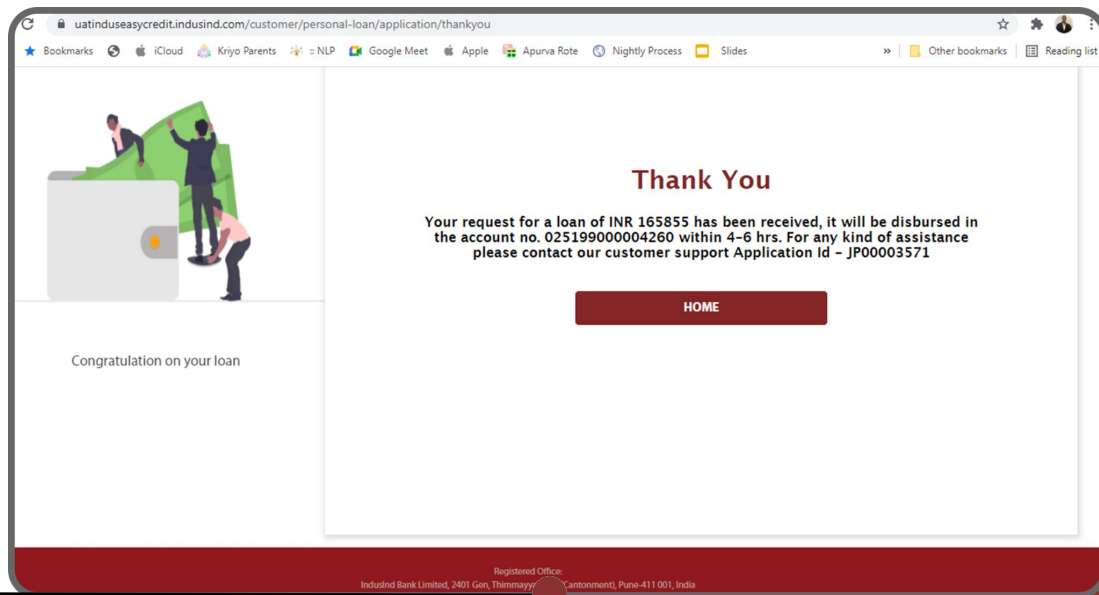 uatinduseasycredit.indusind.com/customer/personal-loan/application/thankyou
Bookmarks iCloud Kriyo Parents :: NLP Google Meet Apple Apurva Rote Nightly Process Slides » Other bookmarks Reading list
Thank You
Your request for a loan of INR 165855 has been received, it will be disbursed in
the account no. 025199000004260 within 4-6 hrs. For any kind of assistance
please contact our customer support Application Id - JP00003571
HOME
Congratulation on your loan
Registered Office:
IndusInd Bank Limited, 2401 Gen, Cantonment), Pune-411 001, India